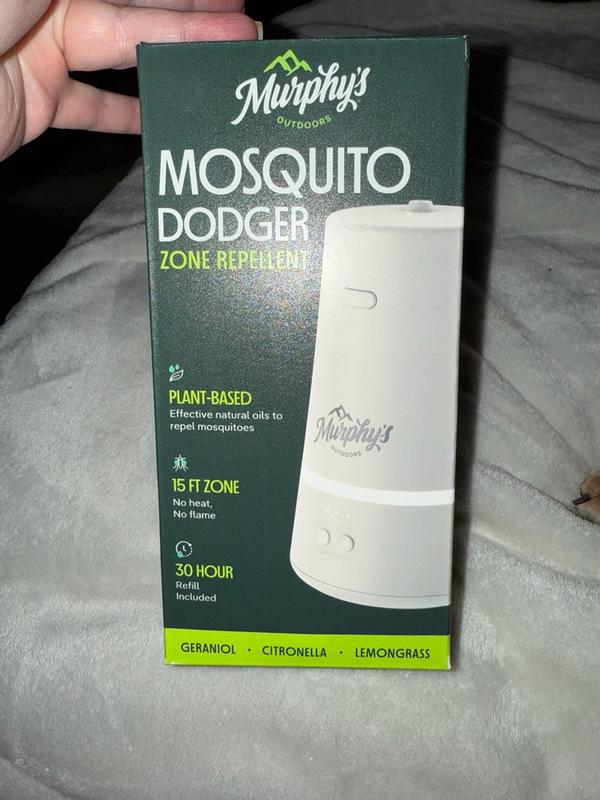 Murphy's
OUTDOORS
MOSQUITO
DODGER
ZONE REPELLENT
PLANT-BASED
Effective natural oils to
repel mosquitoes
15 FT ZONE
No heat,
No flame
30 HOUR
Refill
Included
Murphy's
OUTDOORS
GERANIOL · CITRONELLA · LEMONGRASS